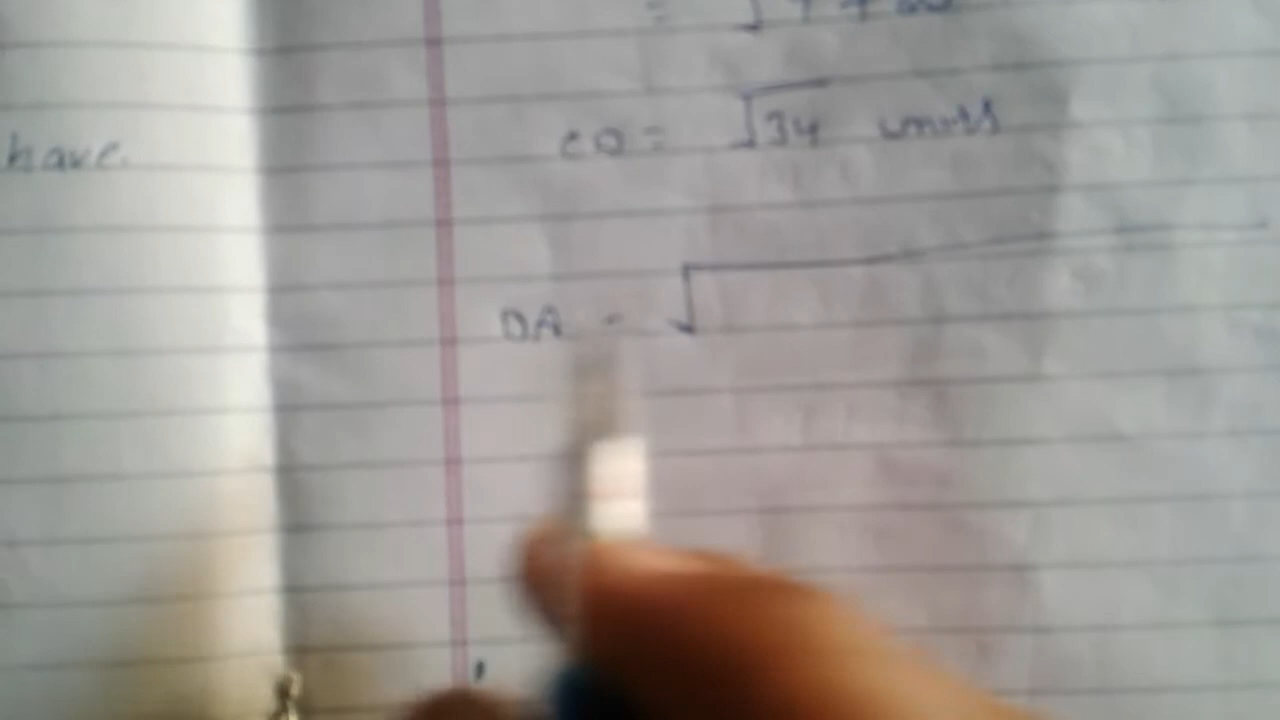 have.
CD = √34 units
DA = √